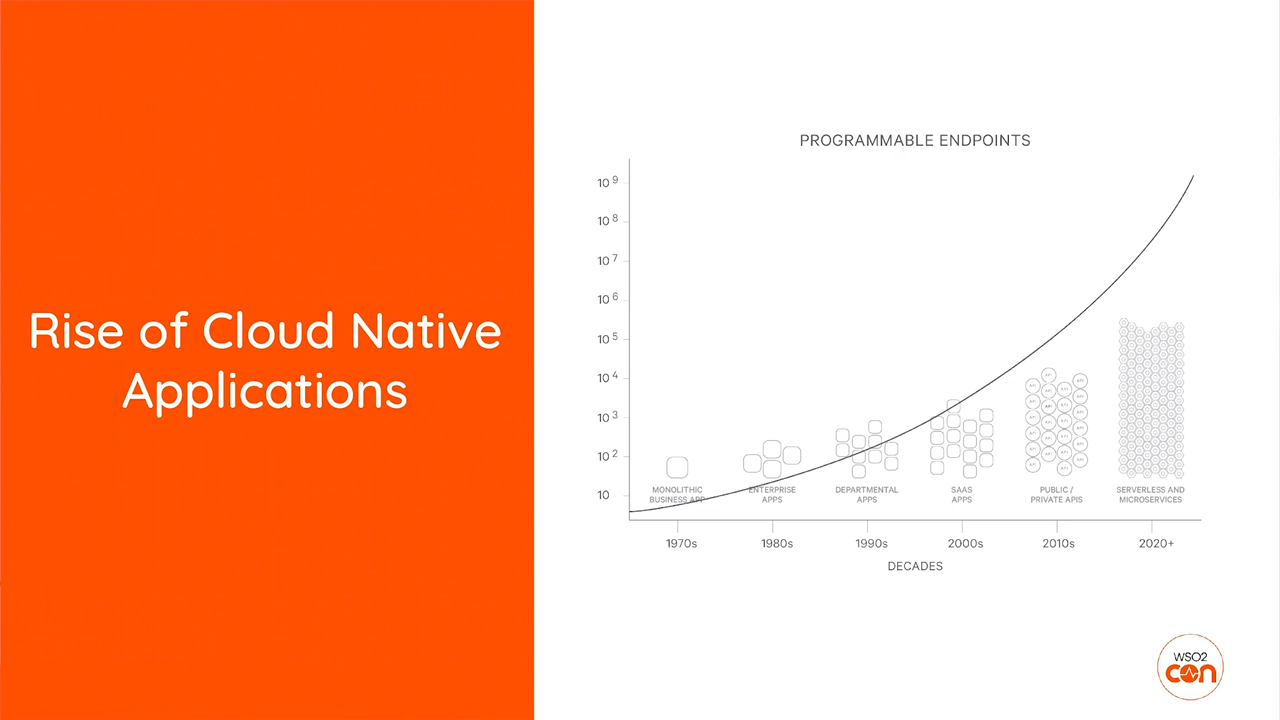 Rise of Cloud Native
Applications
PROGRAMMABLE ENDPOINTS
10 9
10 8
10 7
10 6
10 5
10 4
10 3
10 2
10
MONOLITHIC
BUSINESS APP
ENTERPRISE
APPS
DEPARTMENTAL
APPS
SAAS
APPS
PUBLIC /
PRIVATE APIS
SERVERLESS AND
MICROSERVICES
1970s
1980s
1990s
2000s
2010s
2020+
DECADES
WSO2
con